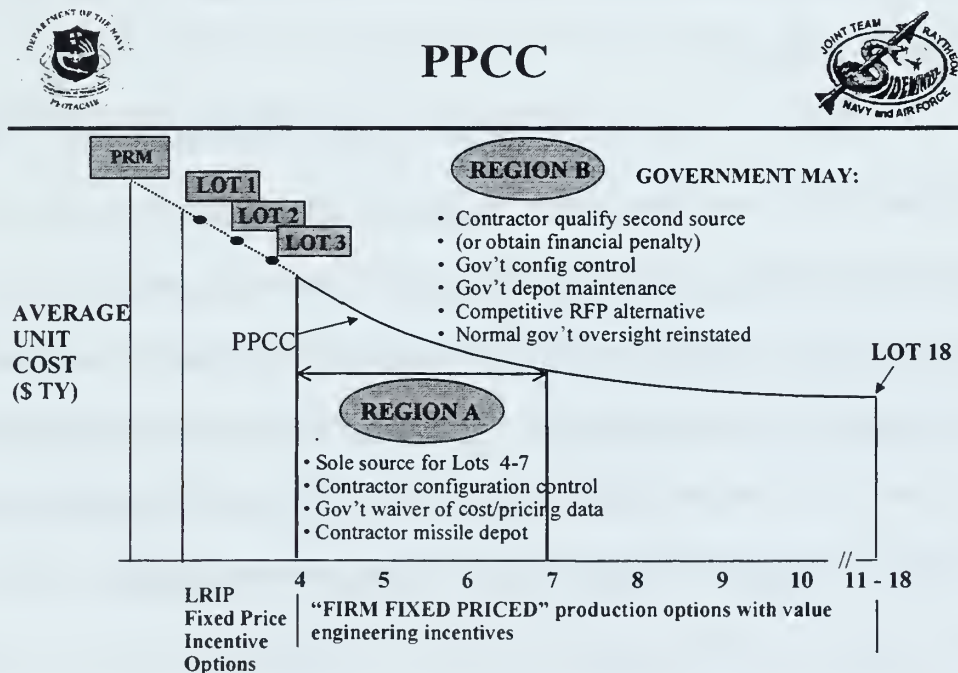 DEPARTMENT OF THE NAVY
PPCC
JOINT TEAM RAYTHEON
SIDEWINDER
NAVY and AIR FORCE
PRM
LOT 1
LOT 2
LOT 3
REGION B
GOVERNMENT MAY:
• Contractor qualify second source
• (or obtain financial penalty)
• Gov't config control
• Gov't depot maintenance
• Competitive RFP alternative
• Normal gov't oversight reinstated
AVERAGE
UNIT
COST
($ TY)
PPCC
LOT 18
REGION A
• Sole source for Lots 4-7
• Contractor configuration control
• Gov't waiver of cost/pricing data
• Contractor missile depot
4 5 6 7 8 9 10 // 11 - 18
LRIP
Fixed Price
Incentive
Options
“FIRM FIXED PRICED” production options with value
engineering incentives